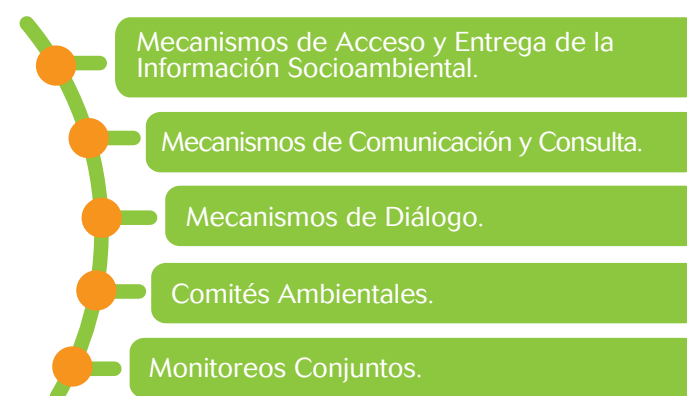 Mecanismos de Acceso y Entrega de la
Información Socioambiental.
Mecanismos de Comunicación y Consulta.
Mecanismos de Diálogo.
Comités Ambientales.
Monitoreos Conjuntos.